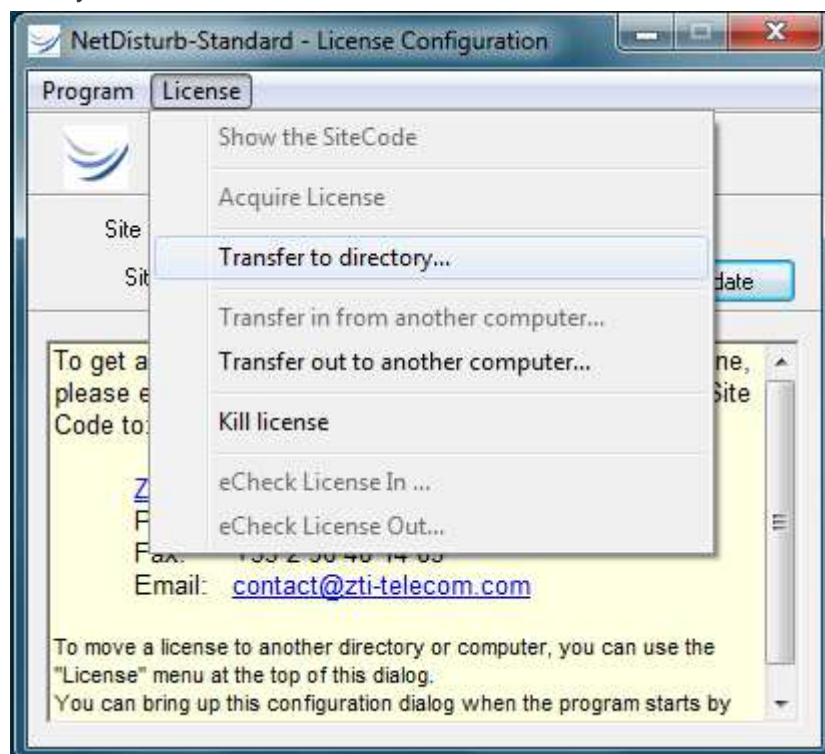 NetDisturb-Standard - License Configuration
Program License
Show the SiteCode
Acquire License
Site
Transfer to directory...
Sit date
Transfer in from another computer...
To get a Transfer out to another computer... ne,
please e Site
Code to: Kill license
eCheck License In ...
eCheck License Out...
Fax:
Email: contact@zti-telecom.com
To move a license to another directory or computer, you can use the
"License" menu at the top of this dialog.
You can bring up this configuration dialog when the program starts by